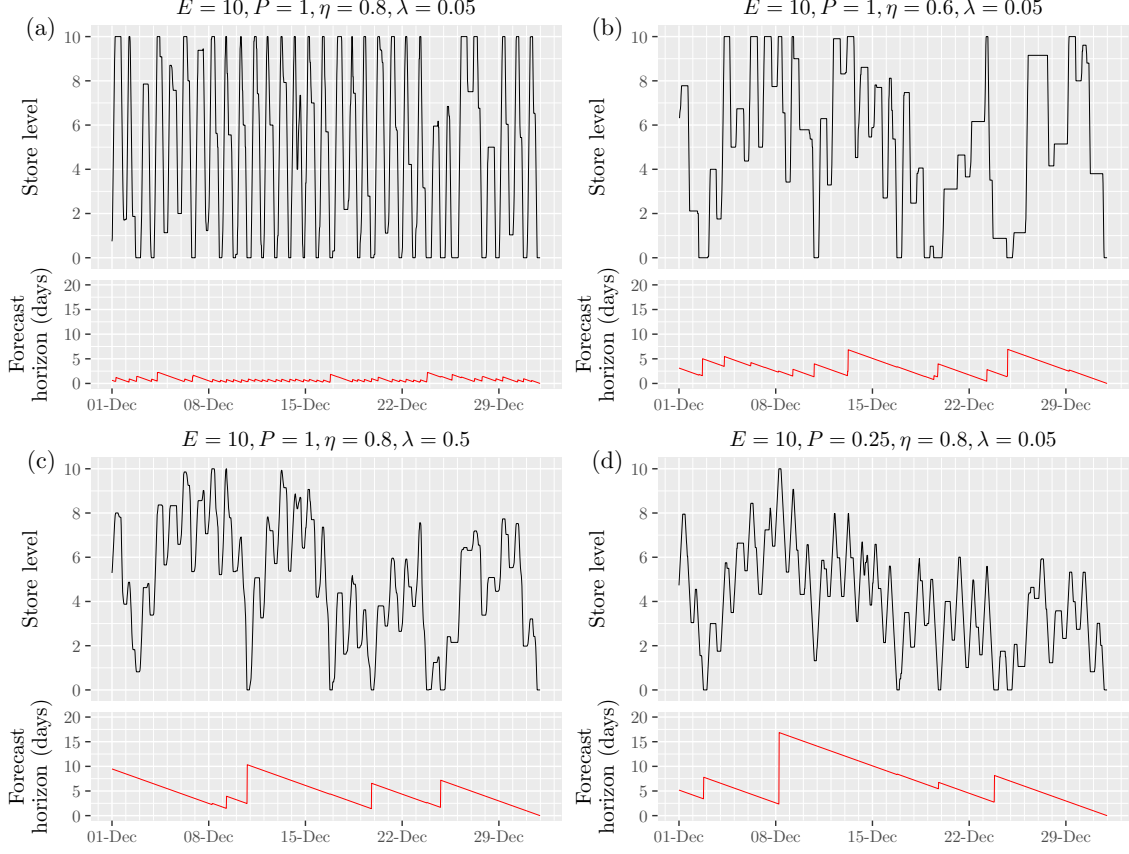 E = 10, P = 1, η = 0.8, λ = 0.05
(a)
Store level
10
8
6
4
2
0
Forecast
horizon (days)
20
15
10
5
0
01-Dec 08-Dec 15-Dec 22-Dec 29-Dec
E = 10, P = 1, η = 0.6, λ = 0.05
(b)
Store level
10
8
6
4
2
0
Forecast
horizon (days)
20
15
10
5
0
01-Dec 08-Dec 15-Dec 22-Dec 29-Dec
E = 10, P = 1, η = 0.8, λ = 0.5
(c)
Store level
10
8
6
4
2
0
Forecast
horizon (days)
20
15
10
5
0
01-Dec 08-Dec 15-Dec 22-Dec 29-Dec
E = 10, P = 0.25, η = 0.8, λ = 0.05
(d)
Store level
10
8
6
4
2
0
Forecast
horizon (days)
20
15
10
5
0
01-Dec 08-Dec 15-Dec 22-Dec 29-Dec